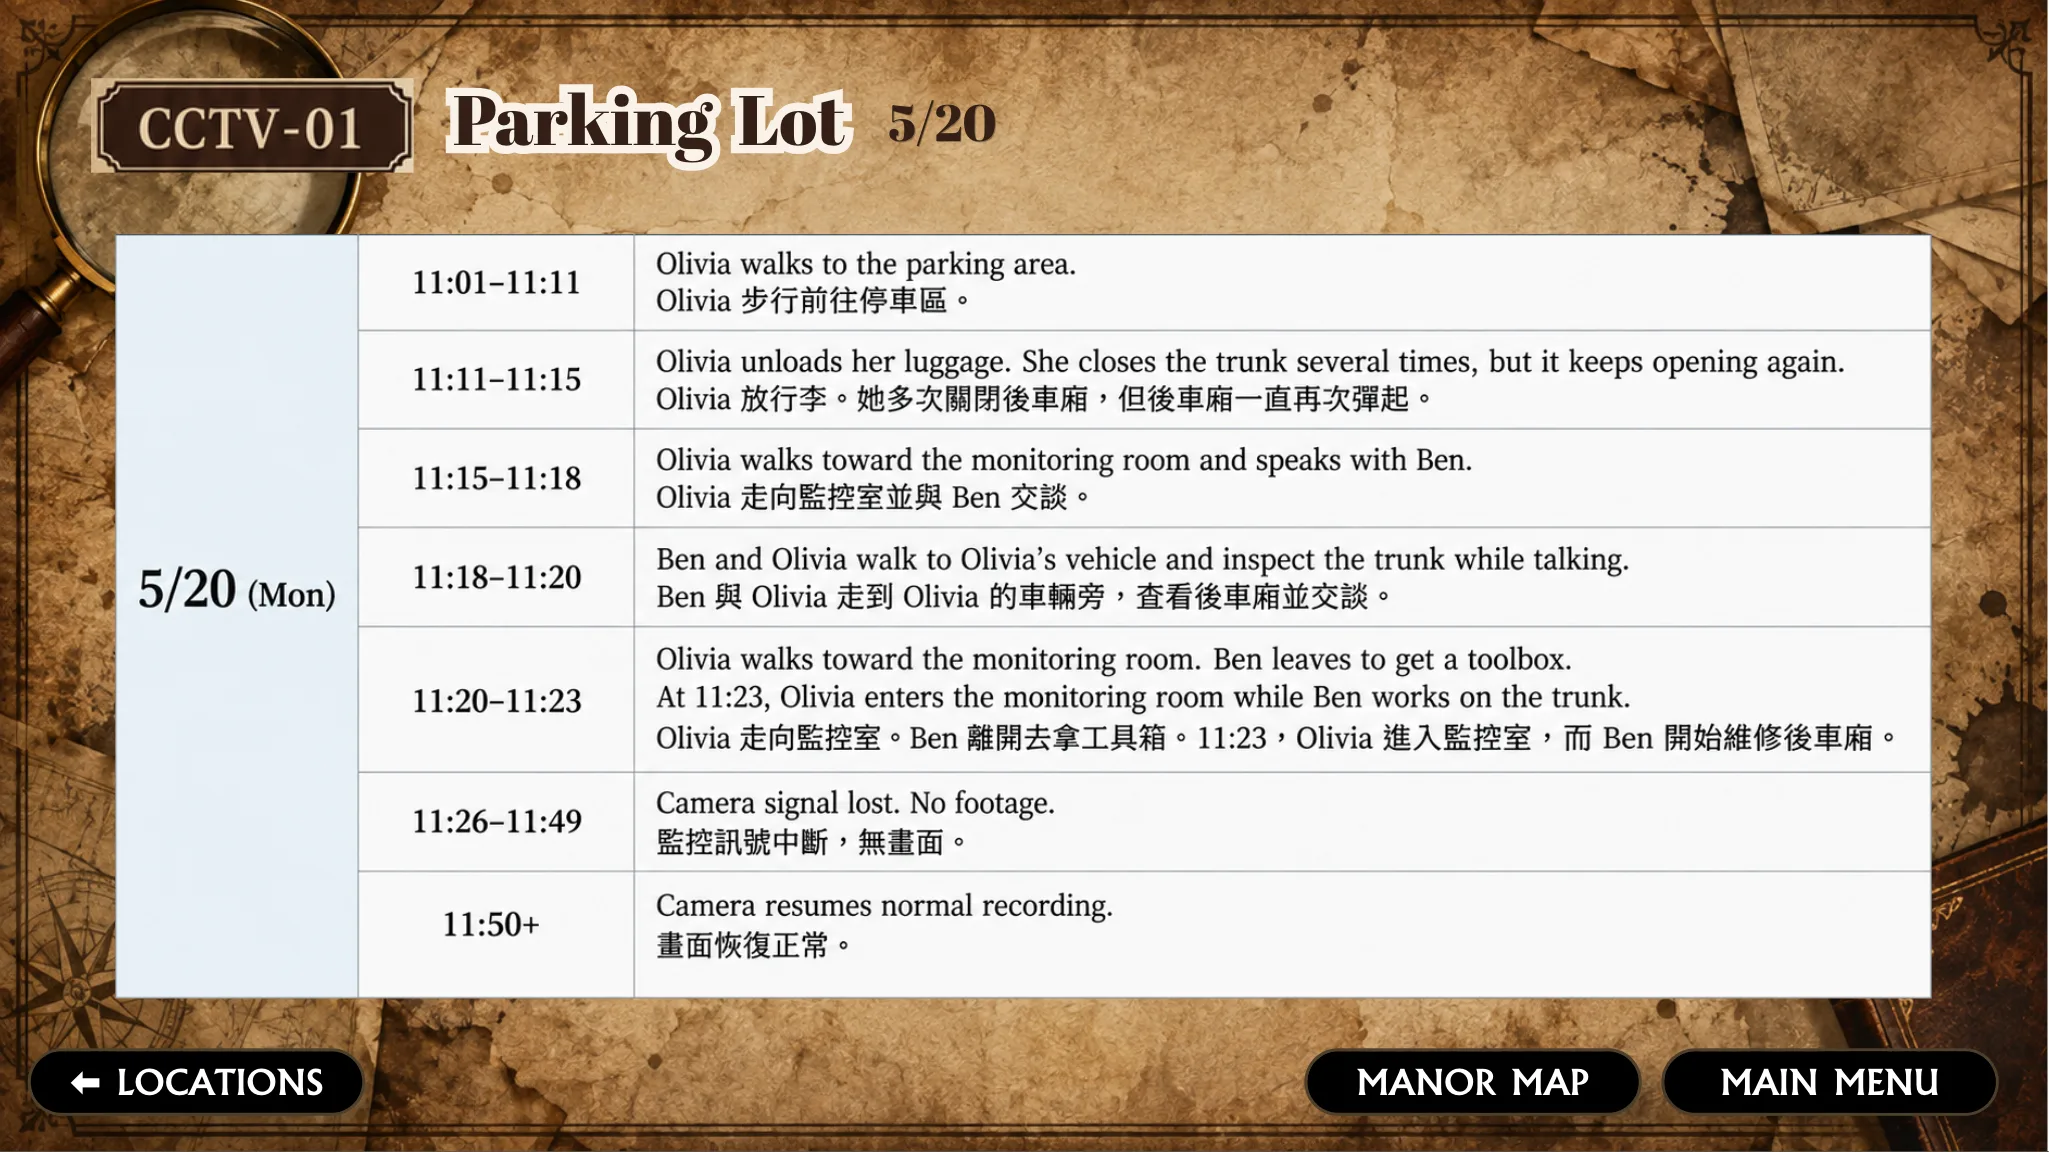 CCTV-01
Parking Lot 5/20
5/20 (Mon)
11:01–11:11
Olivia walks to the parking area.
Olivia 步行前往停車區。
11:11–11:15
Olivia unloads her luggage. She closes the trunk several times, but it keeps opening again.
Olivia 放行李。她多次關閉後車廂，但後車廂一直再次彈起。
11:15–11:18
Olivia walks toward the monitoring room and speaks with Ben.
Olivia 走向監控室並與 Ben 交談。
11:18–11:20
Ben and Olivia walk to Olivia’s vehicle and inspect the trunk while talking.
Ben 與 Olivia 走到 Olivia 的車輛旁，查看後車廂並交談。
11:20–11:23
Olivia walks toward the monitoring room. Ben leaves to get a toolbox.
At 11:23, Olivia enters the monitoring room while Ben works on the trunk.
Olivia 走向監控室。Ben 離開去拿工具箱。11:23，Olivia 進入監控室，而 Ben 開始維修後車廂。
11:26–11:49
Camera signal lost. No footage.
監控訊號中斷，無畫面。
11:50+
Camera resumes normal recording.
畫面恢復正常。
← LOCATIONS
MANOR MAP
MAIN MENU